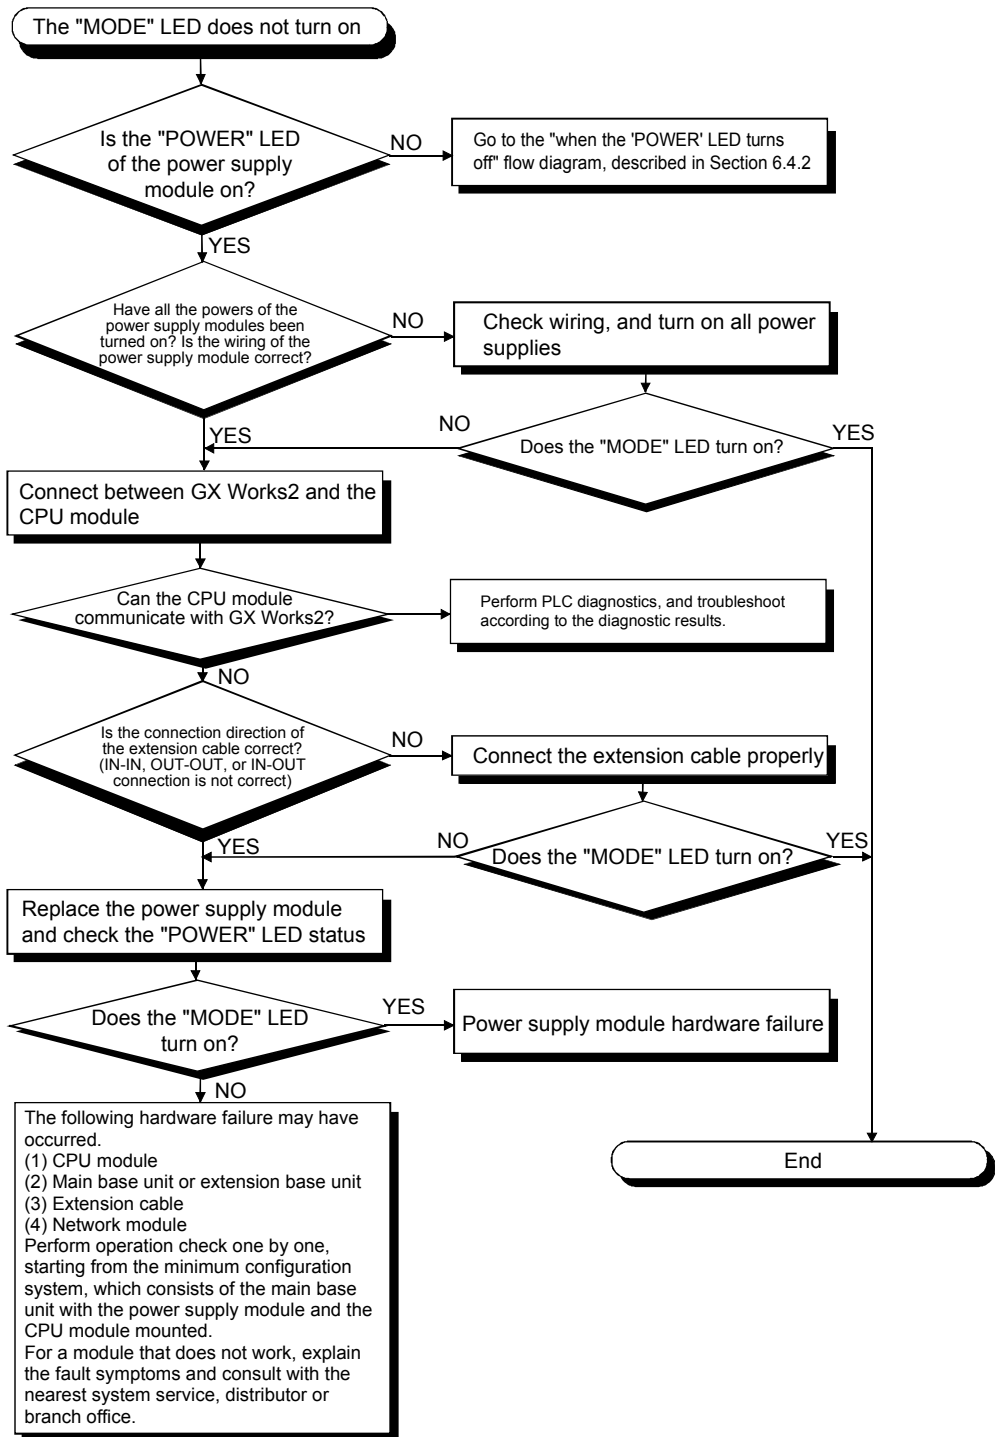 The "MODE" LED does not turn on
Is the "POWER" LED
of the power supply
module on?
NO
Go to the "when the 'POWER' LED turns
off" flow diagram, described in Section 6.4.2
YES
Have all the powers of the
power supply modules been
turned on? Is the wiring of the
power supply module correct?
NO
Check wiring, and turn on all power
supplies
YES
NO
Does the "MODE" LED turn on?
YES
Connect between GX Works2 and the
CPU module
Can the CPU module
communicate with GX Works2?
Perform PLC diagnostics, and troubleshoot
according to the diagnostic results.
NO
Is the connection direction of
the extension cable correct?
(IN-IN, OUT-OUT, or IN-OUT
connection is not correct)
NO
Connect the extension cable properly
YES
NO
Does the "MODE" LED turn on?
YES
Replace the power supply module
and check the "POWER" LED status
Does the "MODE" LED
turn on?
YES
Power supply module hardware failure
NO
The following hardware failure may have
occurred.
(1) CPU module
(2) Main base unit or extension base unit
(3) Extension cable
(4) Network module
Perform operation check one by one,
starting from the minimum configuration
system, which consists of the main base
unit with the power supply module and the
CPU module mounted.
For a module that does not work, explain
the fault symptoms and consult with the
nearest system service, distributor or
branch office.
End